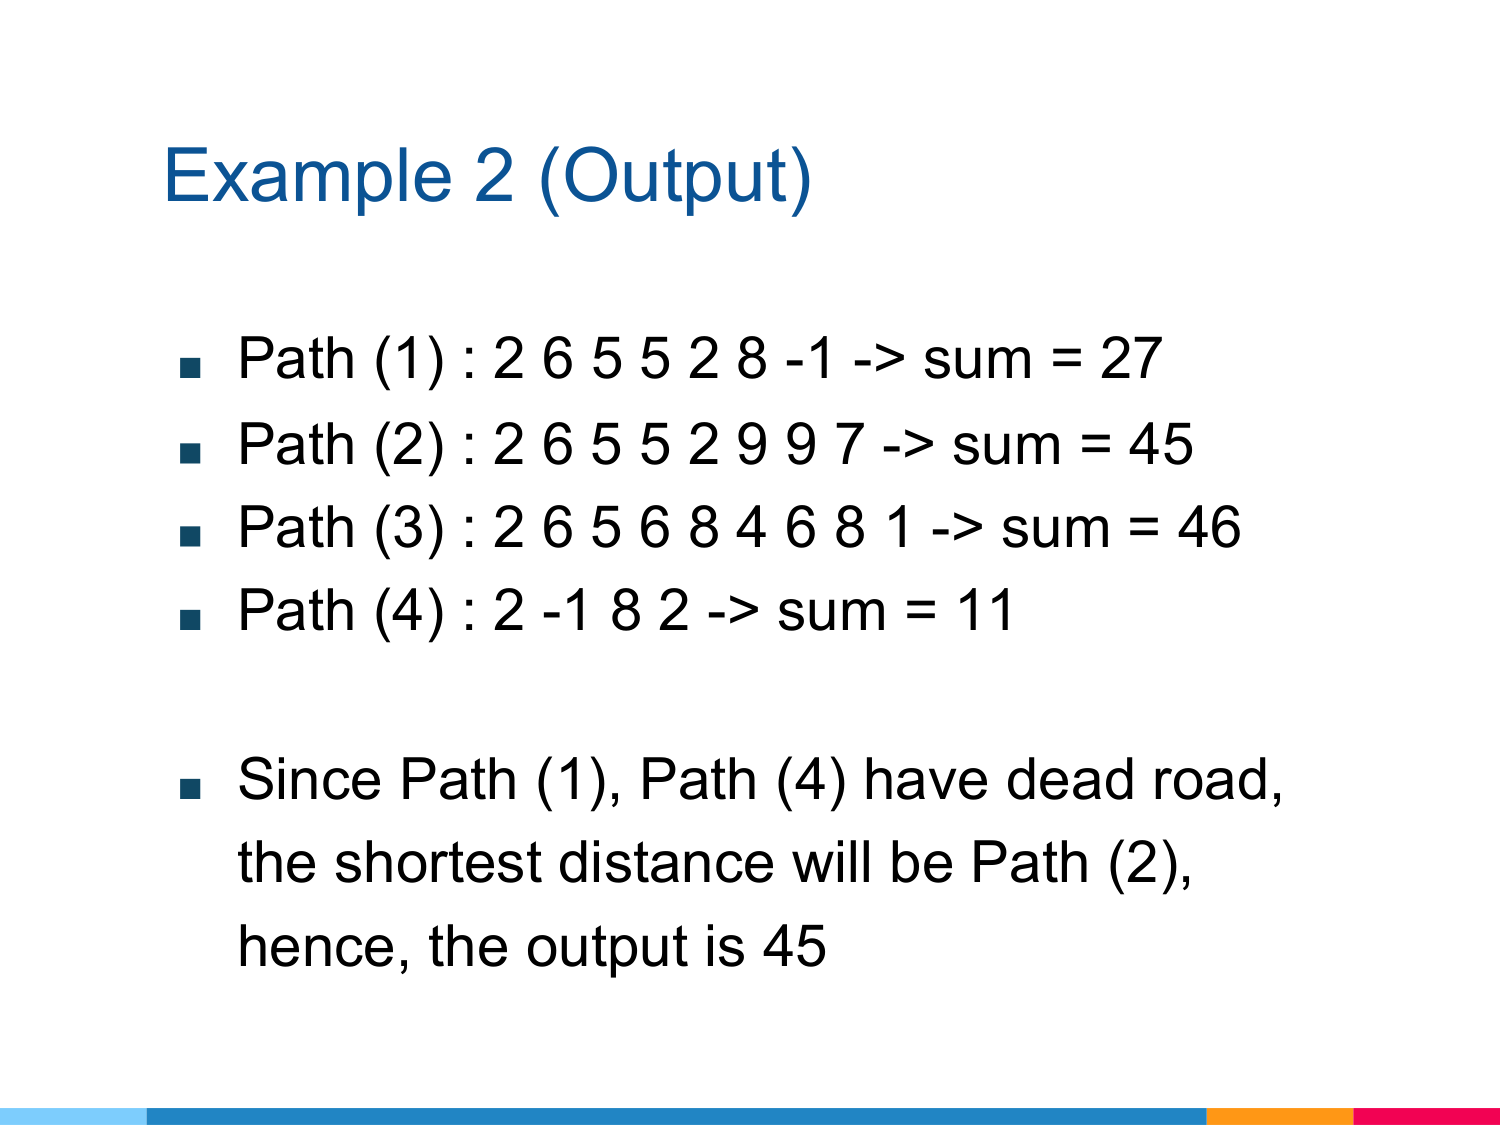 Example 2 (Output)
Path (1) : 2 6 5 5 2 8 -1 -> sum = 27
Path (2) : 2 6 5 5 2 9 9 7 -> sum = 45
Path (3) : 2 6 5 6 8 4 6 8 1 -> sum = 46
Path (4) : 2 -1 8 2 -> sum = 11
Since Path (1), Path (4) have dead road,
the shortest distance will be Path (2),
hence, the output is 45